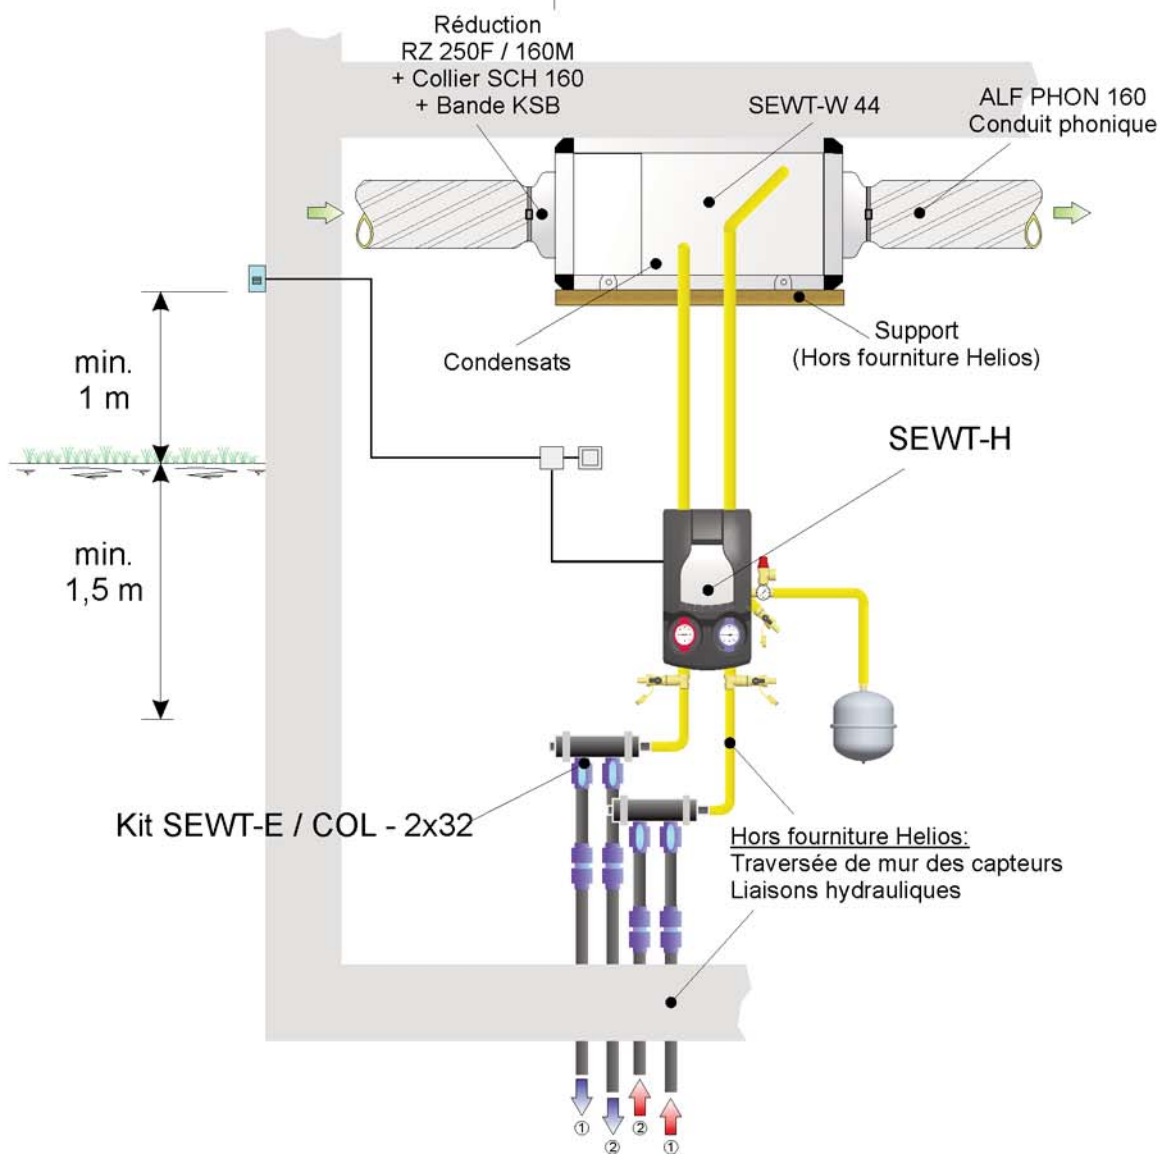 Réduction
RZ 250F / 160M
+ Collier SCH 160
+ Bande KSB
SEWT-W 44
ALF PHON 160
Conduit phonique
Condensats
Support
(Hors fourniture Helios)
min.
1 m
SEWT-H
min.
1,5 m
Kit SEWT-E / COL - 2x32
Hors fourniture Helios:
Traversée de mur des capteurs
Liaisons hydrauliques
① ② ② ①